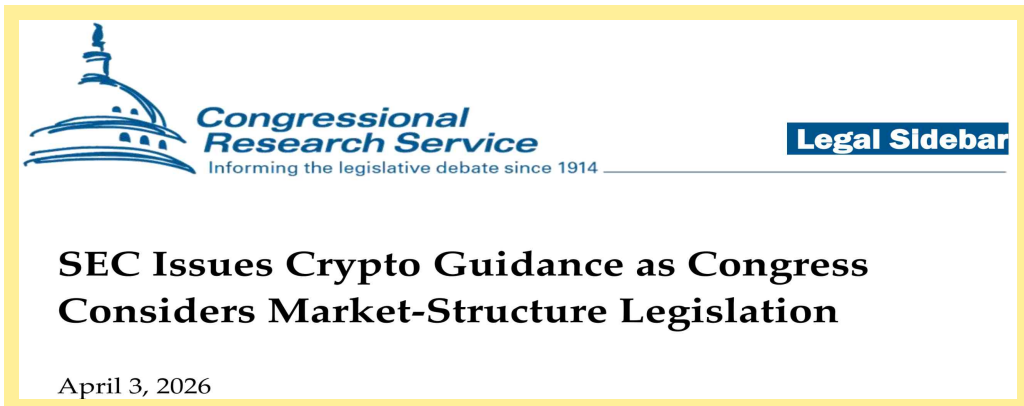 Congressional
Research Service
Informing the legislative debate since 1914
Legal Sidebar
SEC Issues Crypto Guidance as Congress
Considers Market-Structure Legislation
April 3, 2026